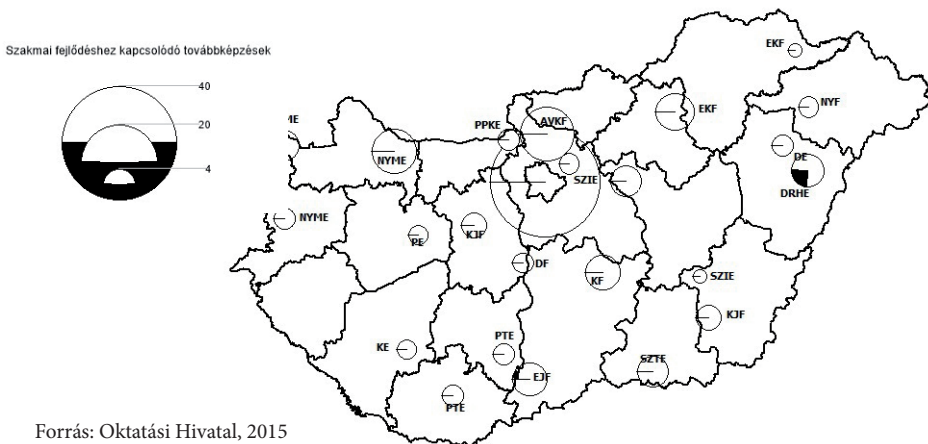 Szakmai fejlődéshez kapcsolódó továbbképzések
40
20
4
EKF
NYF
EKF
AVKF
PPKE
ME
NYME
DE
SZIE
DRHE
NYME
KJF
PE
DF
KF
SZIE
KJF
PTE
KE
SZTE
EJF
PTE
Forrás: Oktatási Hivatal, 2015